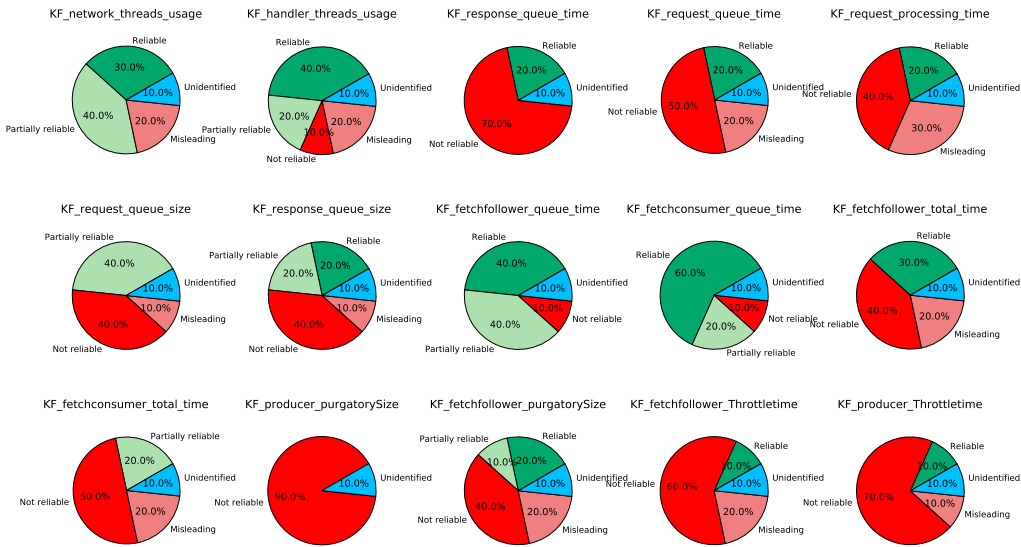 KF_network_threads_usage
Reliable
30.0%
Unidentified
10.0%
40.0%
20.0%
Partially reliable
Misleading
KF_handler_threads_usage
Reliable
40.0%
Unidentified
10.0%
20.0%
20.0%
Partially reliable
10.0%
Misleading
Not reliable
KF_response_queue_time
Reliable
20.0%
Unidentified
10.0%
70.0%
Not reliable
KF_request_queue_time
Reliable
20.0%
Unidentified
10.0%
50.0%
Not reliable
20.0%
Misleading
KF_request_processing_time
Reliable
20.0%
Unidentified
10.0%
Not reliable
40.0%
30.0%
Misleading
KF_request_queue_size
Partially reliable
40.0%
Unidentified
10.0%
10.0%
Misleading
40.0%
Not reliable
KF_response_queue_size
Reliable
Partially reliable
20.0%
20.0%
Unidentified
10.0%
10.0%
Misleading
40.0%
Not reliable
KF_fetchfollower_queue_time
Reliable
40.0%
Unidentified
10.0%
10.0%
Not reliable
40.0%
Partially reliable
KF_fetchconsumer_queue_time
Reliable
60.0%
Unidentified
10.0%
10.0%
Not reliable
20.0%
Partially reliable
KF_fetchfollower_total_time
Reliable
30.0%
Unidentified
10.0%
40.0%
Not reliable
20.0%
Misleading
KF_fetchconsumer_total_time
Partially reliable
20.0%
Unidentified
10.0%
50.0%
Not reliable
20.0%
Misleading
KF_producer_purgatorySize
Unidentified
10.0%
90.0%
Not reliable
KF_fetchfollower_purgatorySize
Reliable
Partially reliable
10.0%
20.0%
Unidentified
10.0%
40.0%
Not reliable
20.0%
Misleading
KF_fetchfollower_Throttletime
Reliable
10.0%
Unidentified
10.0%
Not reliable
60.0%
20.0%
Misleading
KF_producer_Throttletime
Reliable
10.0%
Unidentified
10.0%
70.0%
Not reliable
10.0%
Misleading